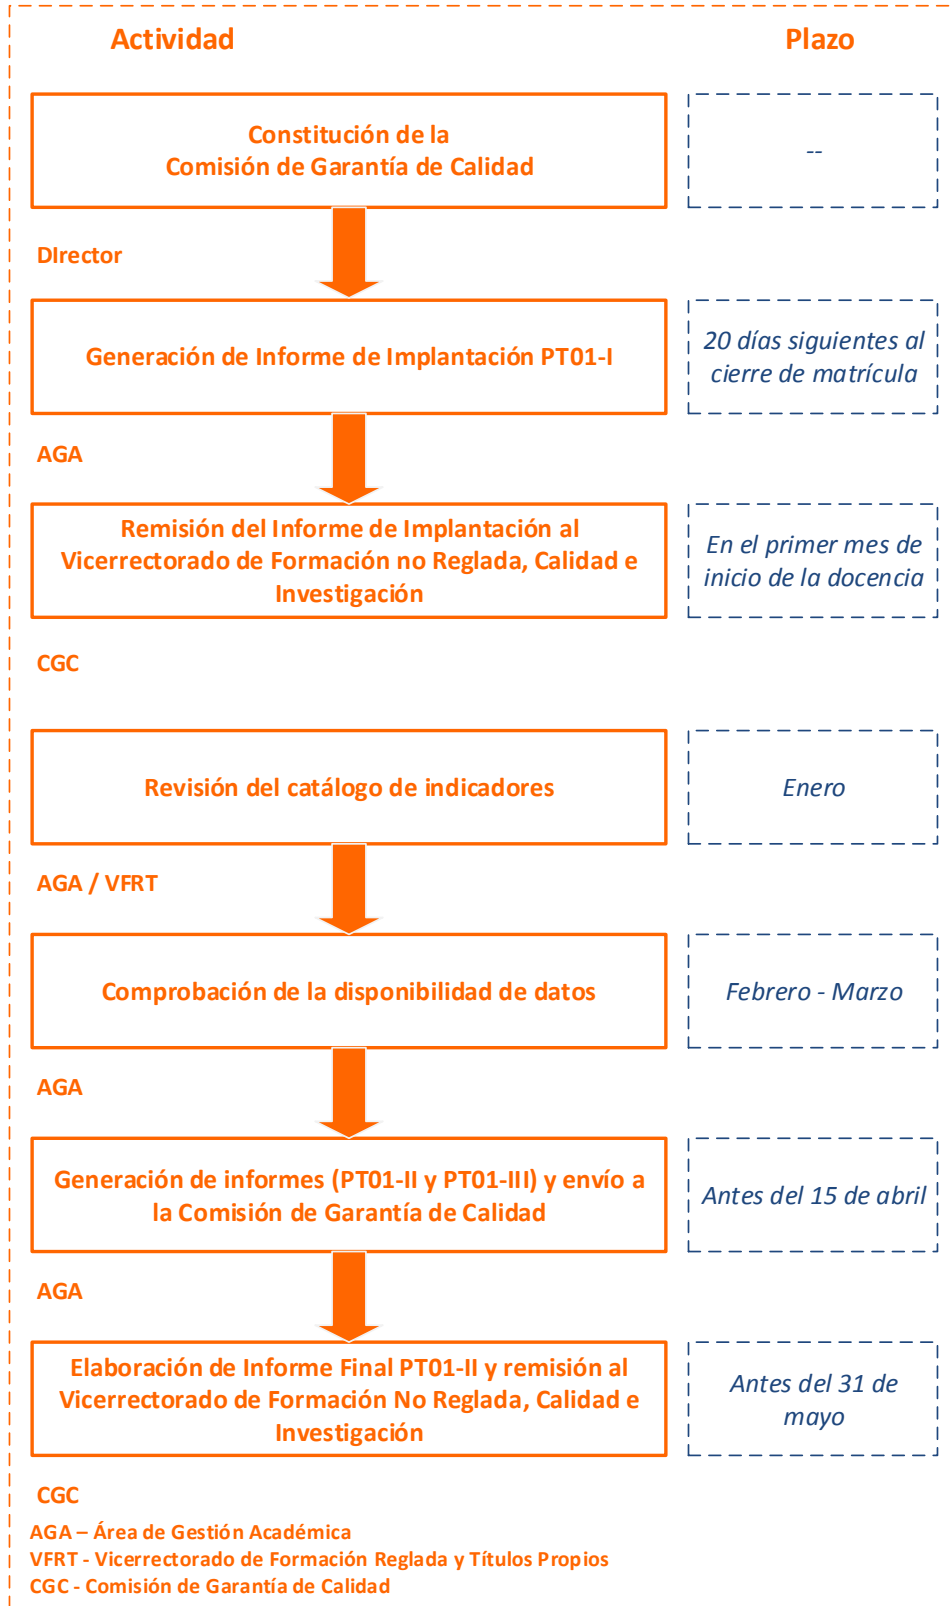 Actividad
Plazo
Constitución de la
Comisión de Garantía de Calidad
--
DIrector
Generación de Informe de Implantación PT01-I
20 días siguientes al
cierre de matrícula
AGA
Remisión del Informe de Implantación al
Vicerrectorado de Formación no Reglada, Calidad e
Investigación
En el primer mes de
inicio de la docencia
CGC
Revisión del catálogo de indicadores
Enero
AGA / VFRT
Comprobación de la disponibilidad de datos
Febrero - Marzo
AGA
Generación de informes (PT01-II y PT01-III) y envío a
la Comisión de Garantía de Calidad
Antes del 15 de abril
AGA
Elaboración de Informe Final PT01-II y remisión al
Vicerrectorado de Formación No Reglada, Calidad e
Investigación
Antes del 31 de
mayo
CGC
AGA – Área de Gestión Académica
VFRT - Vicerrectorado de Formación Reglada y Títulos Propios
CGC - Comisión de Garantía de Calidad